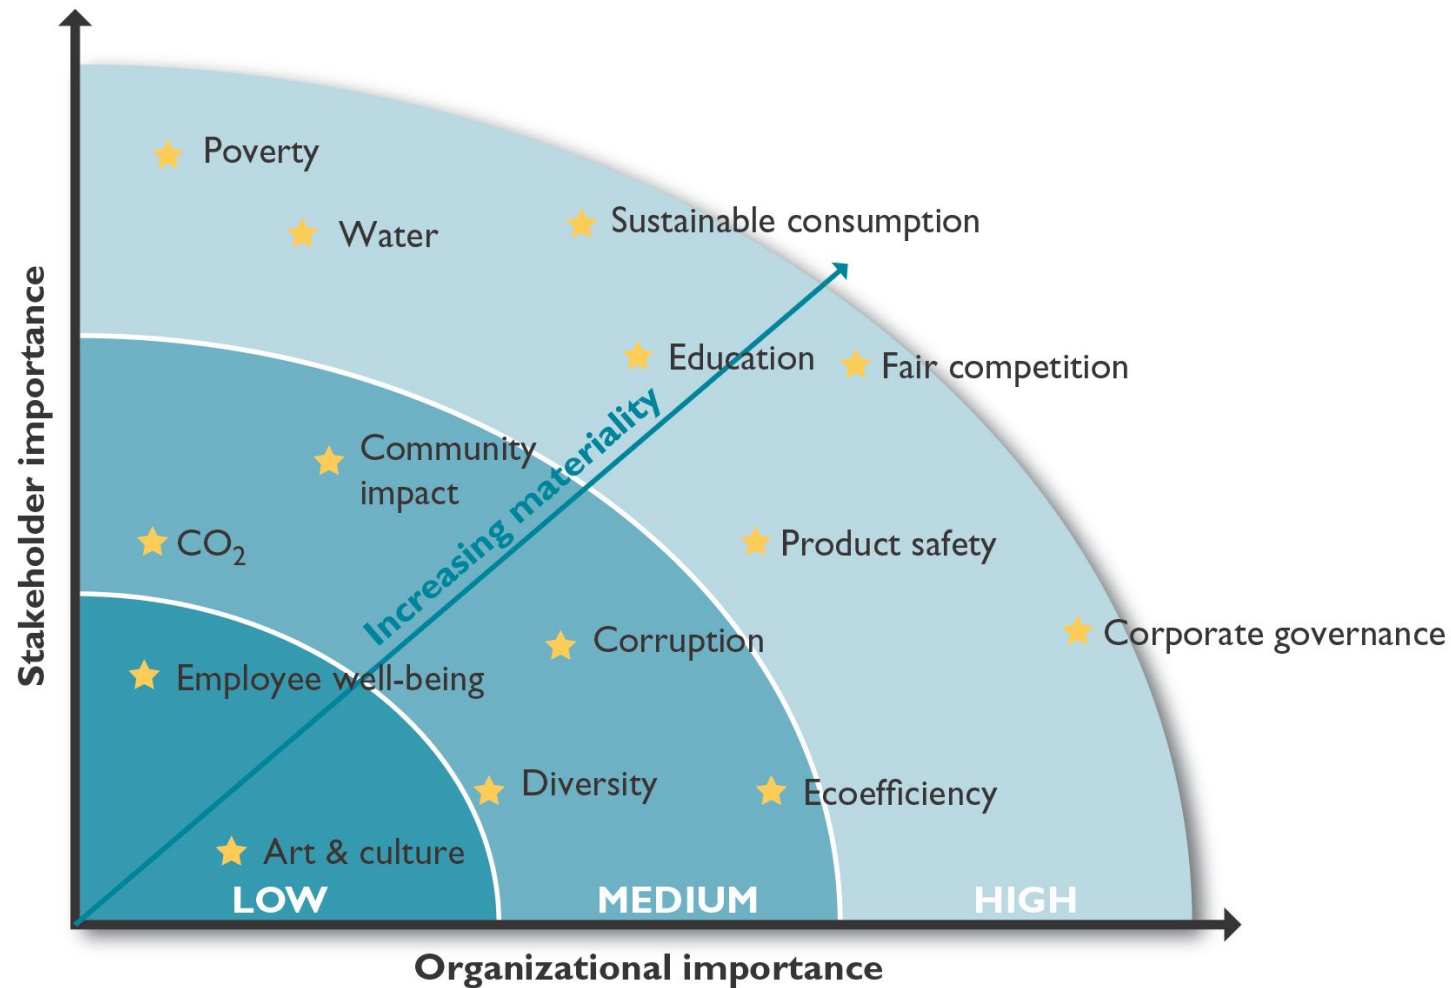 Poverty
Water
Sustainable consumption
Education
Fair competition
Increasing materiality
Community
impact
CO₂
Product safety
Corruption
Corporate governance
Employee well-being
Diversity
Ecoefficiency
Art & culture
LOW
MEDIUM
HIGH
Stakeholder importance
Organizational importance